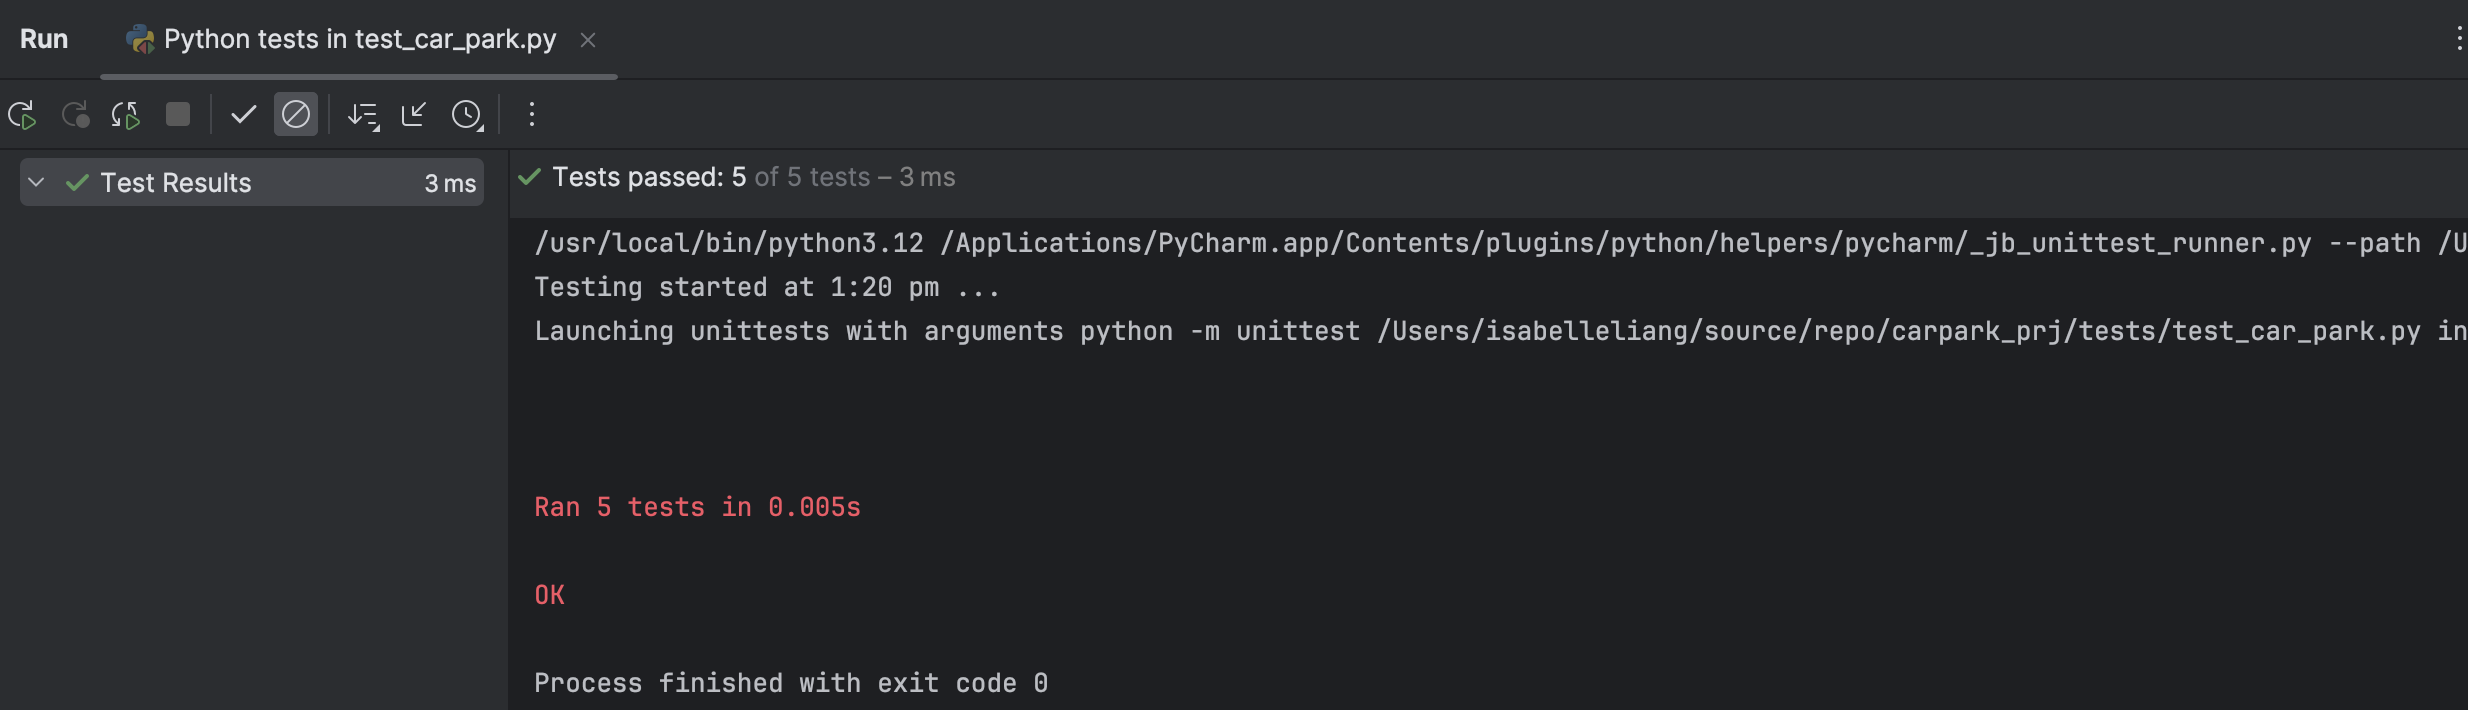 Run
Python tests in test_car_park.py
Test Results 3 ms
Tests passed: 5 of 5 tests – 3 ms
/usr/local/bin/python3.12 /Applications/PyCharm.app/Contents/plugins/python/helpers/pycharm/_jb_unittest_runner.py --path /U
Testing started at 1:20 pm ...
Launching unittests with arguments python -m unittest /Users/isabelleliang/source/repo/carpark_prj/tests/test_car_park.py in
Ran 5 tests in 0.005s
OK
Process finished with exit code 0